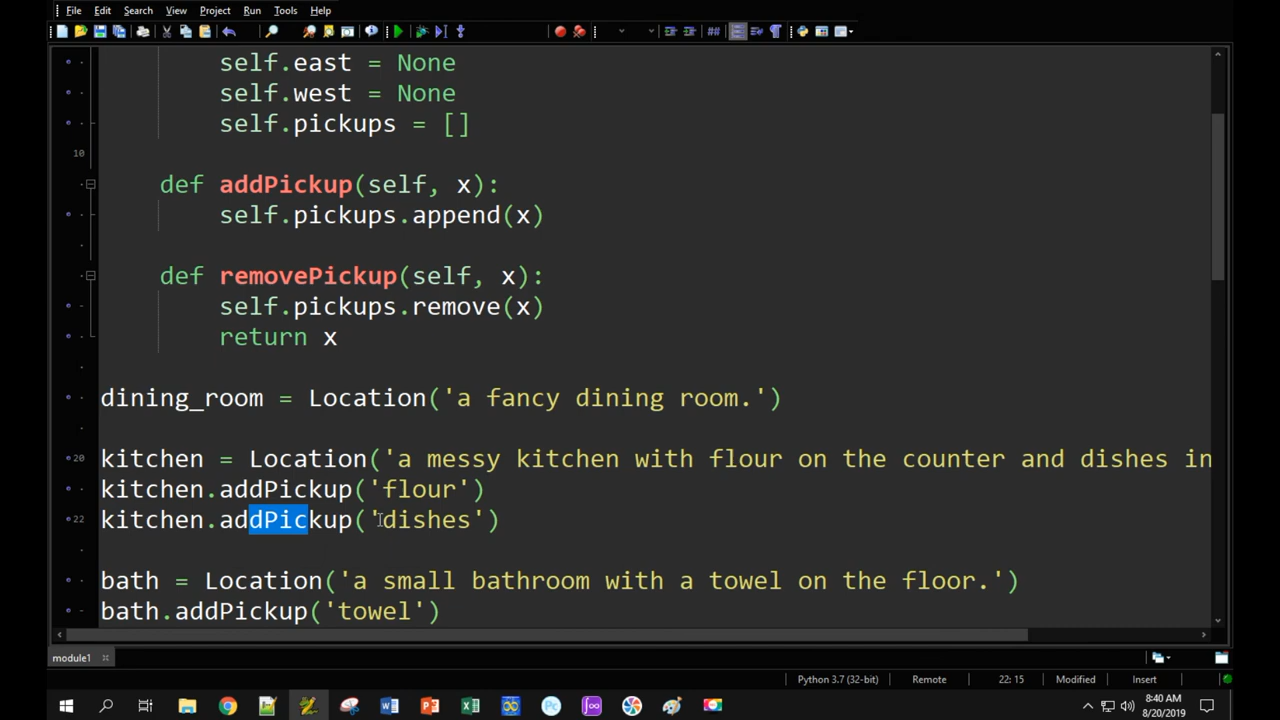 File Edit Search View Project Run Tools Help
self.east = None
self.west = None
self.pickups = []
10
def addPickup(self, x):
self.pickups.append(x)
def removePickup(self, x):
self.pickups.remove(x)
return x
dining_room = Location('a fancy dining room.')
20 kitchen = Location('a messy kitchen with flour on the counter and dishes in
kitchen.addPickup('flour')
22 kitchen.addPickup('dishes')
bath = Location('a small bathroom with a towel on the floor.')
bath.addPickup('towel')
module1
Python 3.7 (32-bit) Remote 22: 15 Modified Insert
8:40 AM
8/20/2019